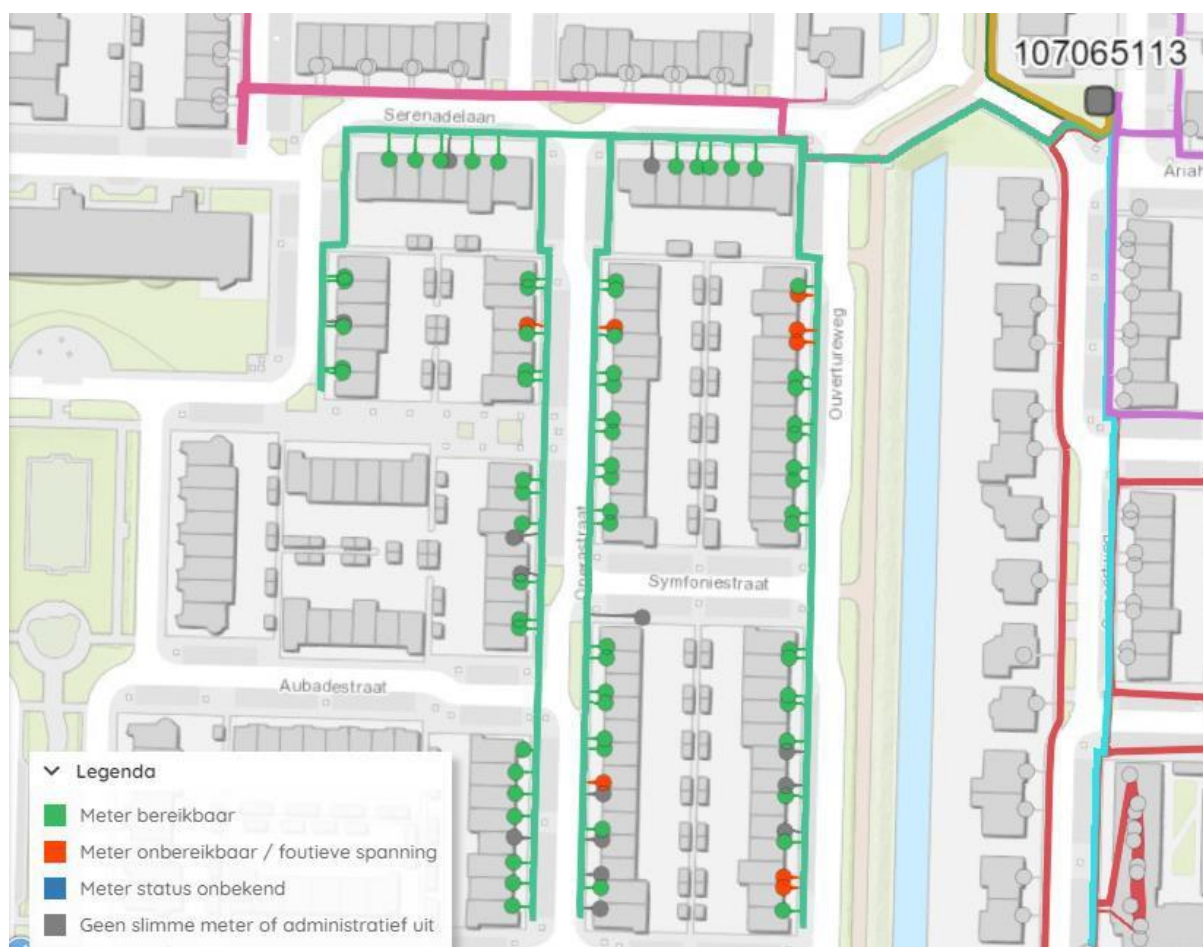 107065113
Serenadelaan
Ariah
Ouvertureweg
Operastraat
Symfoniestraat
Aubadestraat
Legenda
Meter bereikbaar
Meter onbereikbaar / foutieve spanning
Meter status onbekend
Geen slimme meter of administratief uit